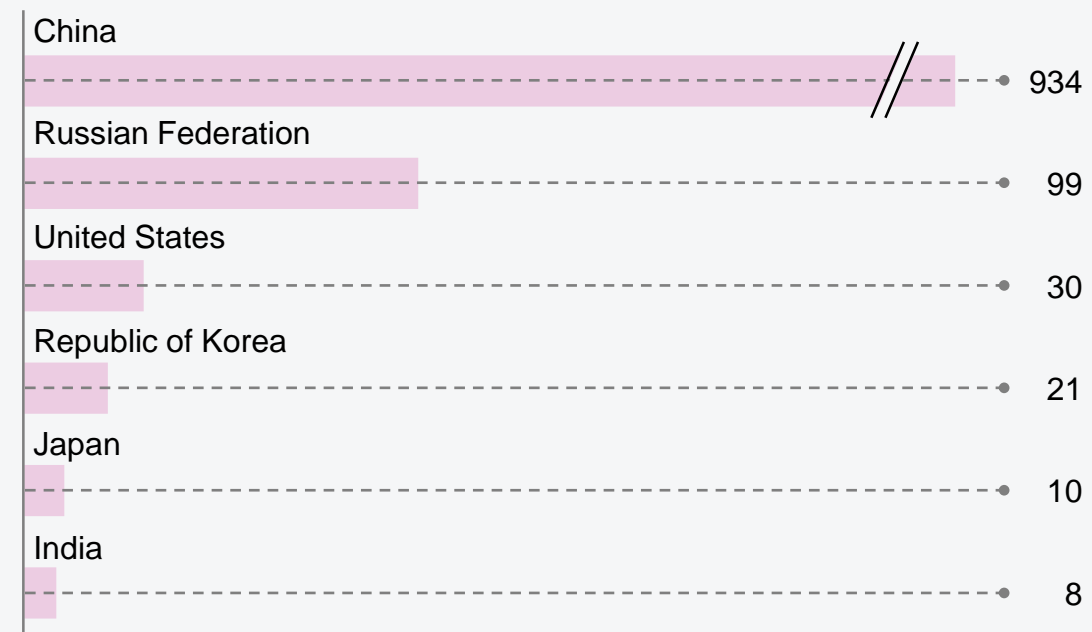 China
934
Russian Federation
99
United States
30
Republic of Korea
21
Japan
10
India
8